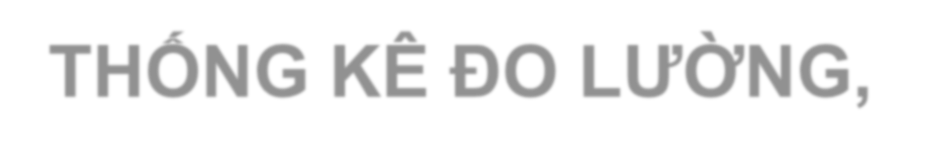 THỐNG KÊ ĐO LƯỜNG,